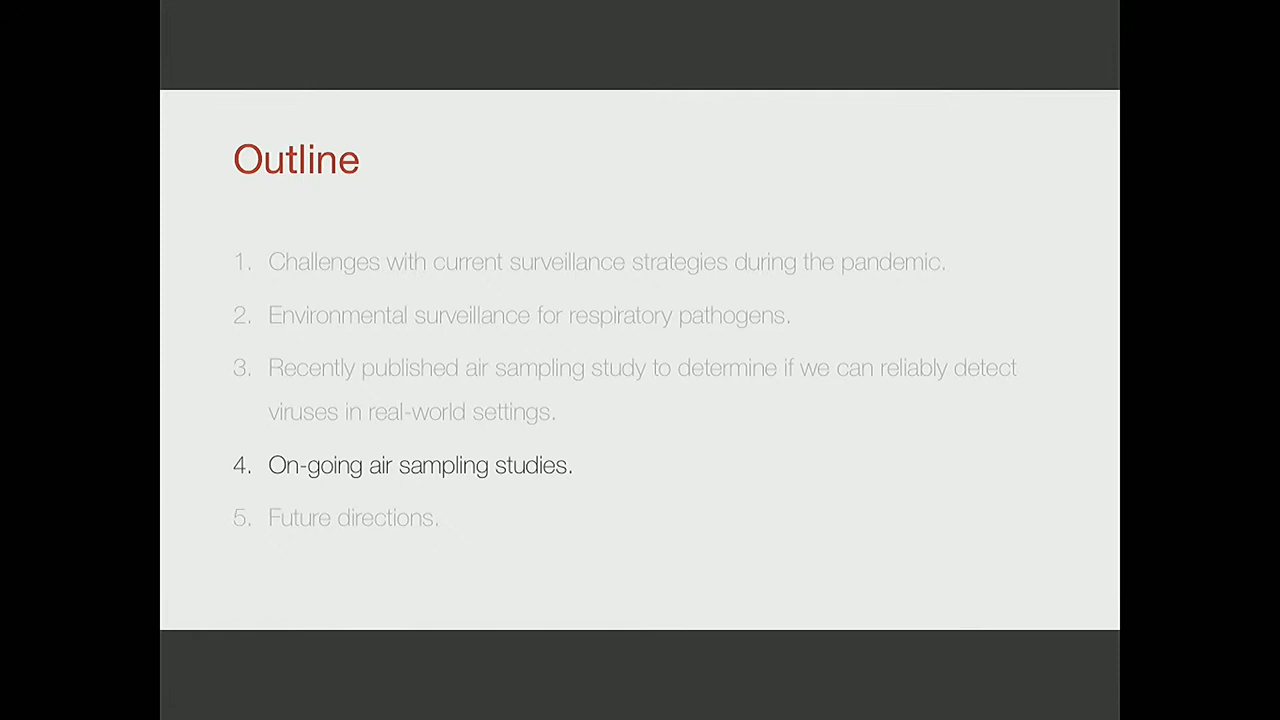 Outline
1. Challenges with current surveillance strategies during the pandemic.
2. Environmental surveillance for respiratory pathogens.
3. Recently published air sampling study to determine if we can reliably detect
viruses in real-world settings.
4. On-going air sampling studies.
5. Future directions.